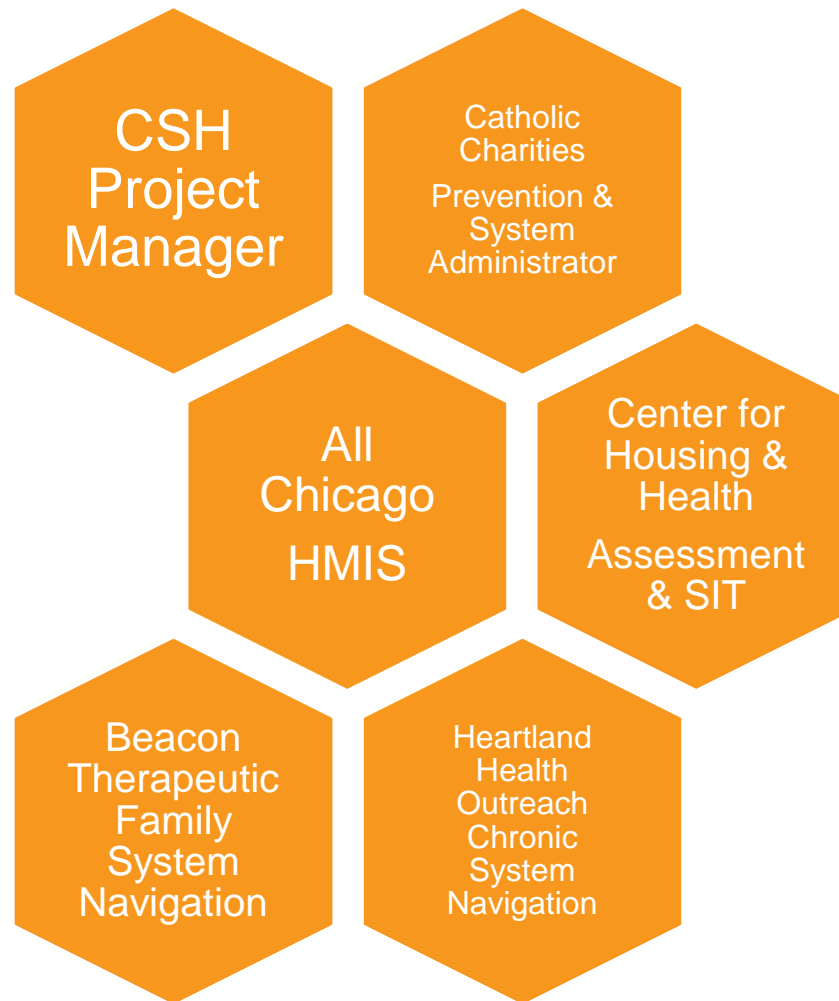 CSH
Project
Manager
Catholic
Charities
Prevention &
System
Administrator
All
Chicago
HMIS
Center for
Housing &
Health
Assessment
& SIT
Beacon
Therapeutic
Family
System
Navigation
Heartland
Health
Outreach
Chronic
System
Navigation